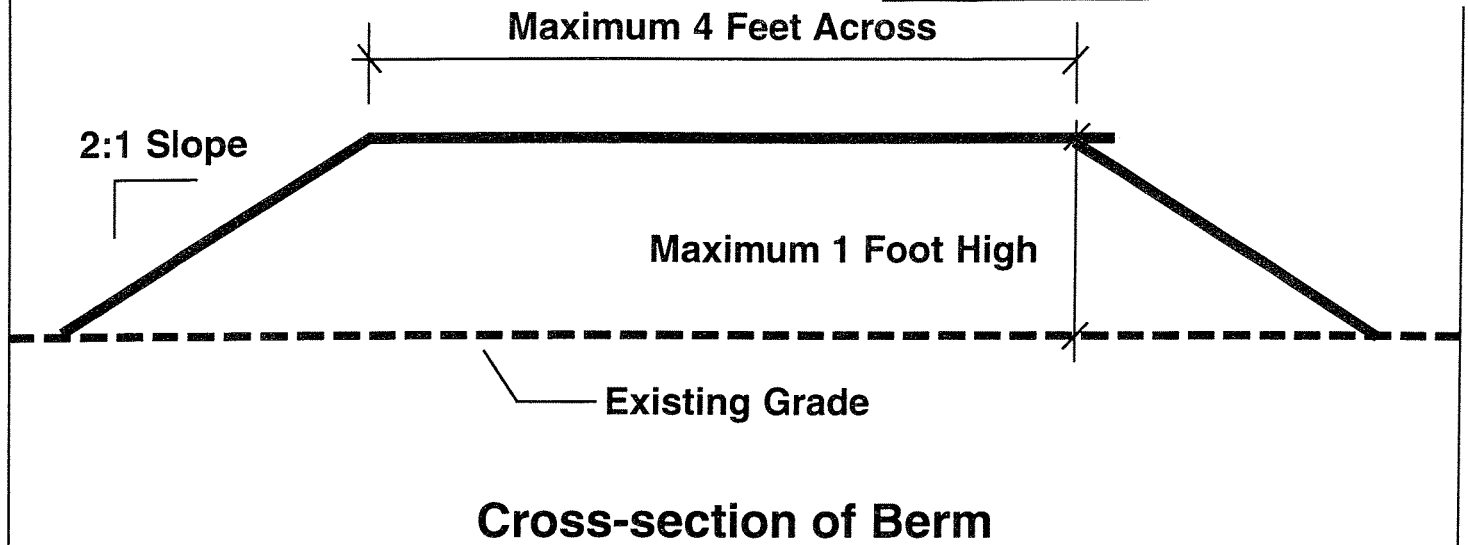 Maximum 4 Feet Across
2:1 Slope
Maximum 1 Foot High
Existing Grade
Cross-section of Berm